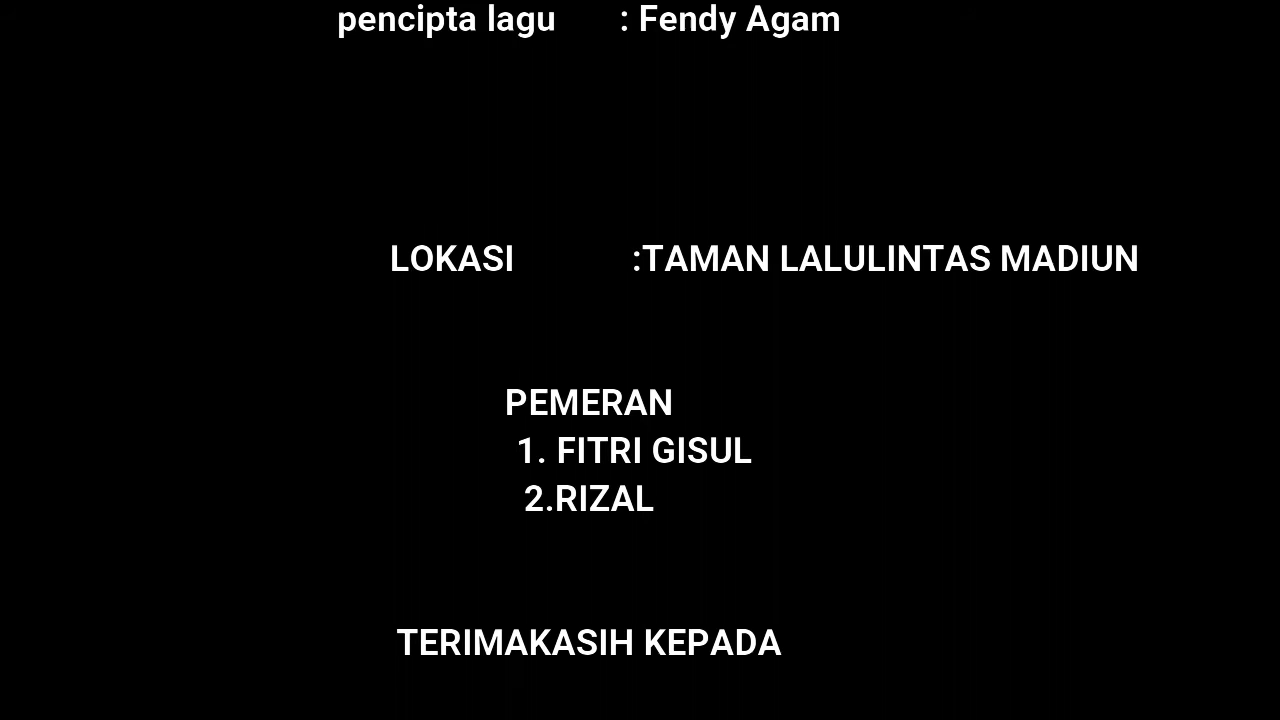 pencipta lagu : Fendy Agam
LOKASI :TAMAN LALULINTAS MADIUN
PEMERAN
1. FITRI GISUL
2.RIZAL
TERIMAKASIH KEPADA